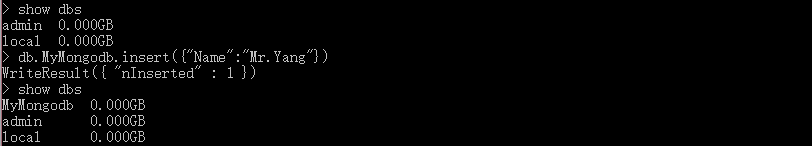 > show dbs
admin  0.000GB
local  0.000GB
> db.MyMongodb.insert({"Name":"Mr.Yang"})
WriteResult({ "nInserted" : 1 })
> show dbs
MyMongodb  0.000GB
admin      0.000GB
local      0.000GB